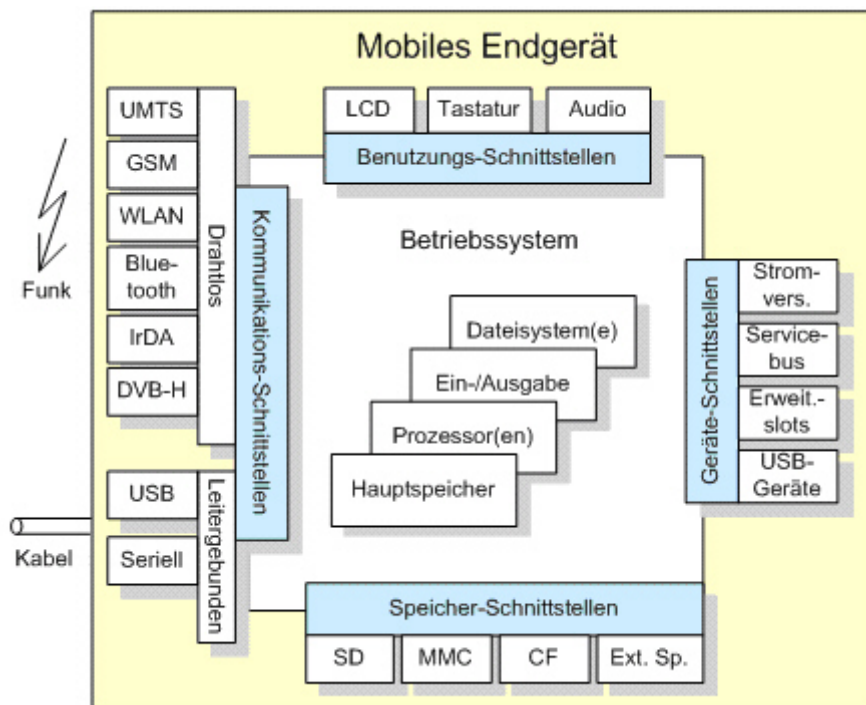 Mobiles Endgerät
LCD
Tastatur
Audio
Benutzungs-Schnittstellen
UMTS
GSM
WLAN
Blue-
tooth
IrDA
DVB-H
Drahtlos
USB
Seriell
Leitergebunden
Kommunikations-Schnittstellen
Funk
Kabel
Betriebssystem
Dateisystem(e)
Ein-/Ausgabe
Prozessor(en)
Hauptspeicher
Geräte-Schnittstellen
Strom-
vers.
Service-
bus
Erweit.-
slots
USB-
Geräte
Speicher-Schnittstellen
SD
MMC
CF
Ext. Sp.